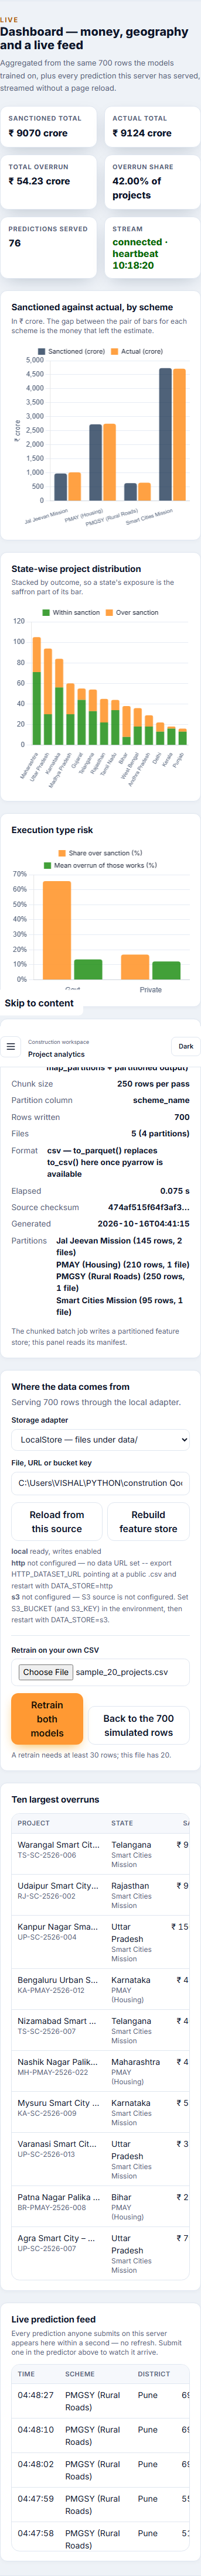 LIVE
Dashboard — money, geography
and a live feed
Aggregated from the same 700 rows the models
trained on, plus every prediction this server has served,
streamed without a page reload.
SANCTIONED TOTAL
₹ 9070 crore
ACTUAL TOTAL
₹ 9124 crore
TOTAL OVERRUN
₹ 54.23 crore
OVERRUN SHARE
42.00% of
projects
PREDICTIONS SERVED
76
STREAM
connected ·
heartbeat
10:18:20
Sanctioned against actual, by scheme
In ₹ crore. The gap between the pair of bars for each
scheme is the money that left the estimate.
Sanctioned (crore) Actual (crore)
5,000
4,500
4,000
3,500
3,000
2,500
2,000
1,500
1,000
500
0
₹ crore
Jal Jeevan Mission
PMAY (Housing)
PMGSY (Rural Roads)
Smart Cities Mission
State-wise project distribution
Stacked by outcome, so a state's exposure is the
saffron part of its bar.
Within sanction Over sanction
120
100
80
60
40
20
0
Maharashtra
Uttar Pradesh
Karnataka
Madhya Pradesh
Gujarat
Telangana
Rajasthan
Tamil Nadu
Bihar
West Bengal
Andhra Pradesh
Delhi
Kerala
Punjab
Execution type risk
Share over sanction (%)
Mean overrun of those works (%)
70%
60%
50%
40%
30%
20%
10%
0%
Govt
Private
Skip to content
Construction workspace
Project analytics
Dark
map_partitions + partitioned output)
Chunk size 250 rows per pass
Partition column scheme_name
Rows written 700
Files 5 (4 partitions)
Format csv — to_parquet() replaces
to_csv() here once pyarrow is
available
Elapsed 0.075 s
Source checksum 474af515f64f3af3...
Generated 2026-10-16T04:41:15
Partitions Jal Jeevan Mission (145 rows, 2
files)
PMAY (Housing) (210 rows, 1 file)
PMGSY (Rural Roads) (250 rows,
1 file)
Smart Cities Mission (95 rows, 1
file)
The chunked batch job wrote a partitioned feature
store; this panel reads its manifest.
Where the data comes from
Serving 700 rows through the local adapter.
Storage adapter
LocalStore — files under data/
File, URL or bucket key
C:\Users\VISHAL\PYTHON\constrution Qoo
Reload from
this source
Rebuild
feature store
local ready, writes enabled
http not configured — no data URL set -- export
HTTP_DATASET_URL pointing at a public .csv and
restart with DATA_STORE=http
s3 not configured — S3 source is not configured. Set
S3_BUCKET (and S3_KEY) in the environment, then
restart with DATA_STORE=s3.
Retrain on your own CSV
Choose File sample_20_projects.csv
Retrain
both
models
Back to the 700
simulated rows
A retrain needs at least 30 rows; this file has 20.
Ten largest overruns
PROJECT STATE SA
Warangal Smart Cit... Telangana ₹ 9
TS-SC-2526-006 Smart Cities
Mission
Udaipur Smart City... Rajasthan ₹ 9
RJ-SC-2526-002 Smart Cities
Mission
Kanpur Nagar Sma... Uttar ₹ 15
UP-SC-2526-004 Pradesh
Smart Cities
Mission
Bengaluru Urban S... Karnataka ₹ 4
KA-PMAY-2526-012 PMAY
(Housing)
Nizamabad Smart ... Telangana ₹ 4
TS-SC-2526-007 Smart Cities
Mission
Nashik Nagar Palik... Maharashtra ₹ 4
MH-PMAY-2526-022 PMAY
(Housing)
Mysuru Smart City ... Karnataka ₹ 5
KA-SC-2526-009 Smart Cities
Mission
Varanasi Smart Cit... Uttar ₹ 3
UP-SC-2526-013 Pradesh
Smart Cities
Mission
Patna Nagar Palika ... Bihar ₹ 2
BR-PMAY-2526-008 PMAY
(Housing)
Agra Smart City – ... Uttar ₹ 7
UP-SC-2526-007 Pradesh
Smart Cities
Mission
Live prediction feed
Every prediction anyone submits on this server
appears here within a second — no refresh. Submit
one in the predictor above to watch it arrive.
TIME SCHEME DISTRICT
04:48:27 PMGSY (Rural Pune 69
Roads)
04:48:10 PMGSY (Rural Pune 69
Roads)
04:48:02 PMGSY (Rural Pune 69
Roads)
04:47:59 PMGSY (Rural Pune 55
Roads)
04:47:58 PMGSY (Rural Pune 51
Roads)